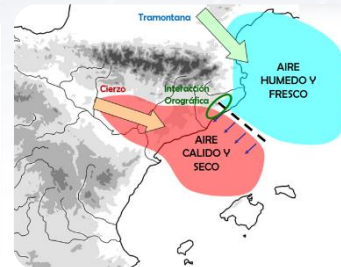 Tramontana
AIRE
HUMEDO Y
FRESCO
Cierzo
Interacción
Orográfica
AIRE
CALIDO Y
SECO